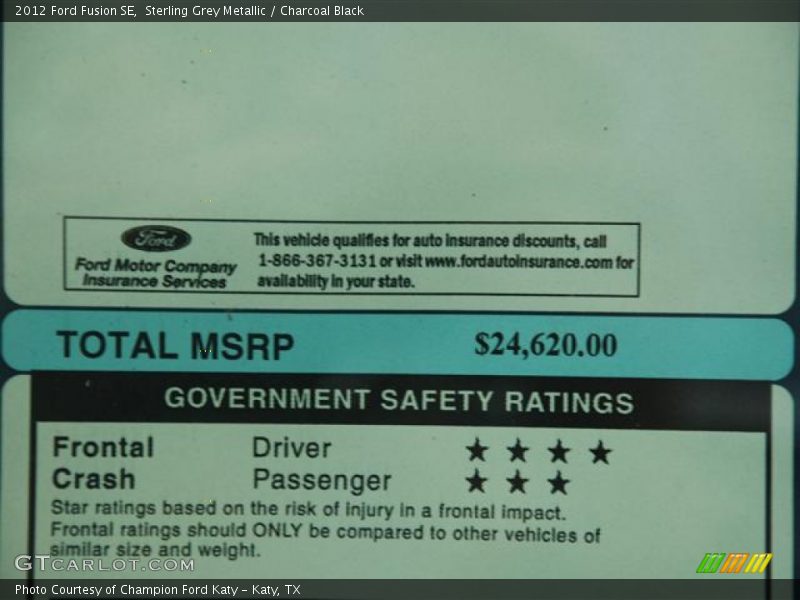 2012 Ford Fusion SE, Sterling Grey Metallic / Charcoal Black
Ford
Ford Motor Company
Insurance Services
This vehicle qualifies for auto insurance discounts, call
1-866-367-3131 or visit www.fordautoinsurance.com for
availability in your state.
TOTAL MSRP $24,620.00
GOVERNMENT SAFETY RATINGS
Frontal Driver ★ ★ ★ ★
Crash Passenger ★ ★ ★
Star ratings based on the risk of injury in a frontal impact.
Frontal ratings should ONLY be compared to other vehicles of
similar size and weight.
GTCARLOT.COM
Photo Courtesy of Champion Ford Katy - Katy, TX